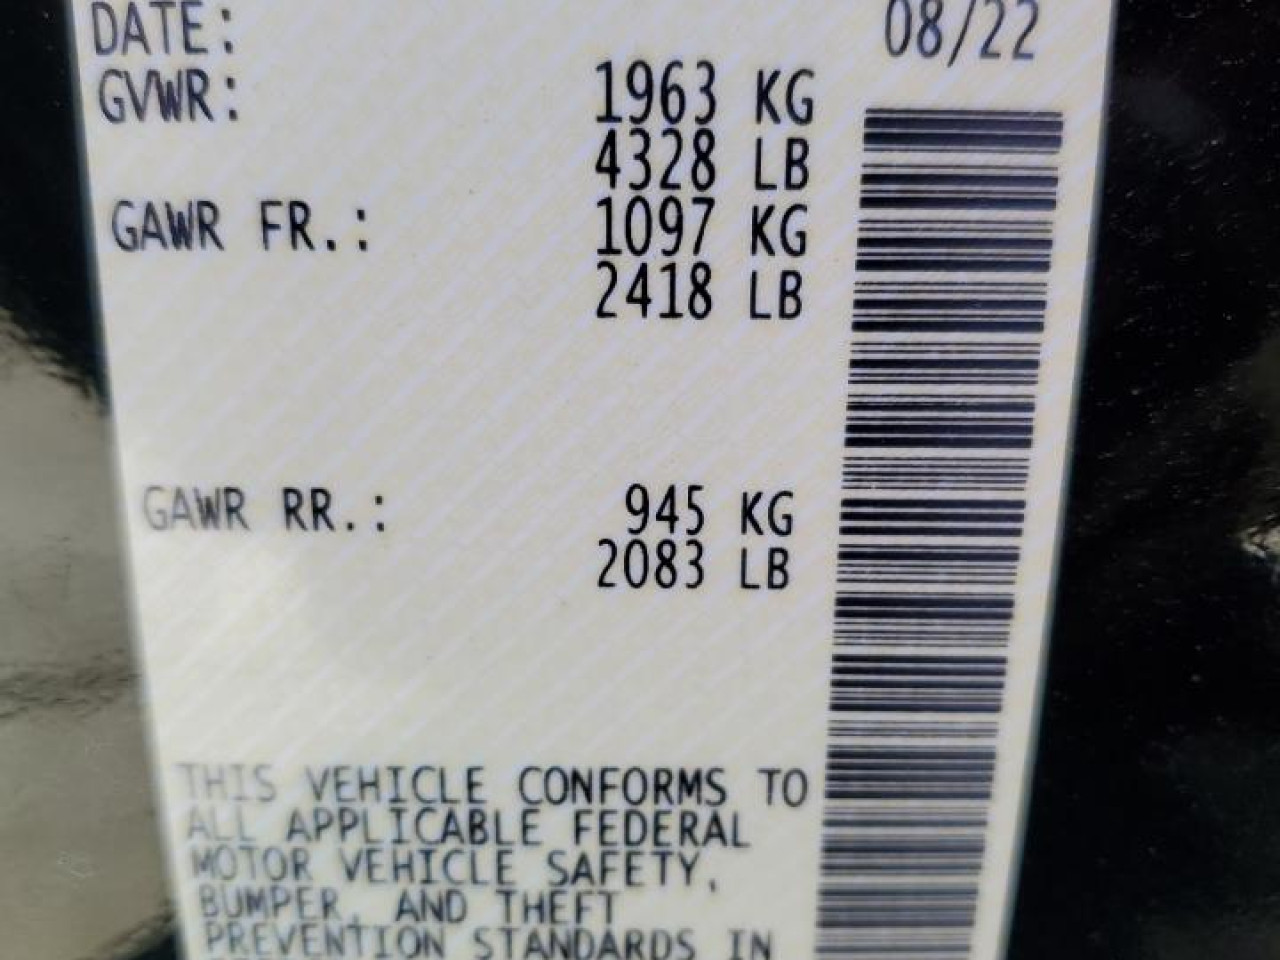 DATE: 08/22
GVWR: 1963 KG
4328 LB
GAWR FR.: 1097 KG
2418 LB
GAWR RR.: 945 KG
2083 LB
THIS VEHICLE CONFORMS TO
ALL APPLICABLE FEDERAL
MOTOR VEHICLE SAFETY,
BUMPER, AND THEFT
PREVENTION STANDARDS IN